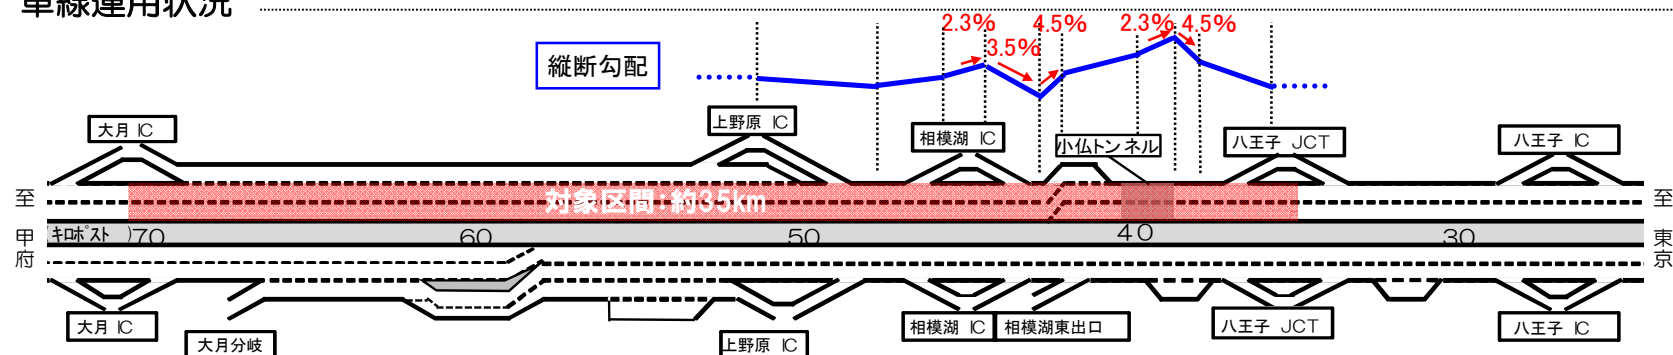 車線運用状況
2.3%
4.5%
2.3%
4.5%
3.5%
縦断勾配
大月 IC
上野原 IC
相模湖 IC
小仏トンネル
八王子 JCT
八王子 IC
至
対象区間:約35km
至
甲府
(キロポスト )70
60
50
40
30
東京
大月 IC
大月分岐
上野原 IC
相模湖 IC
相模湖東出口
八王子 JCT
八王子 IC